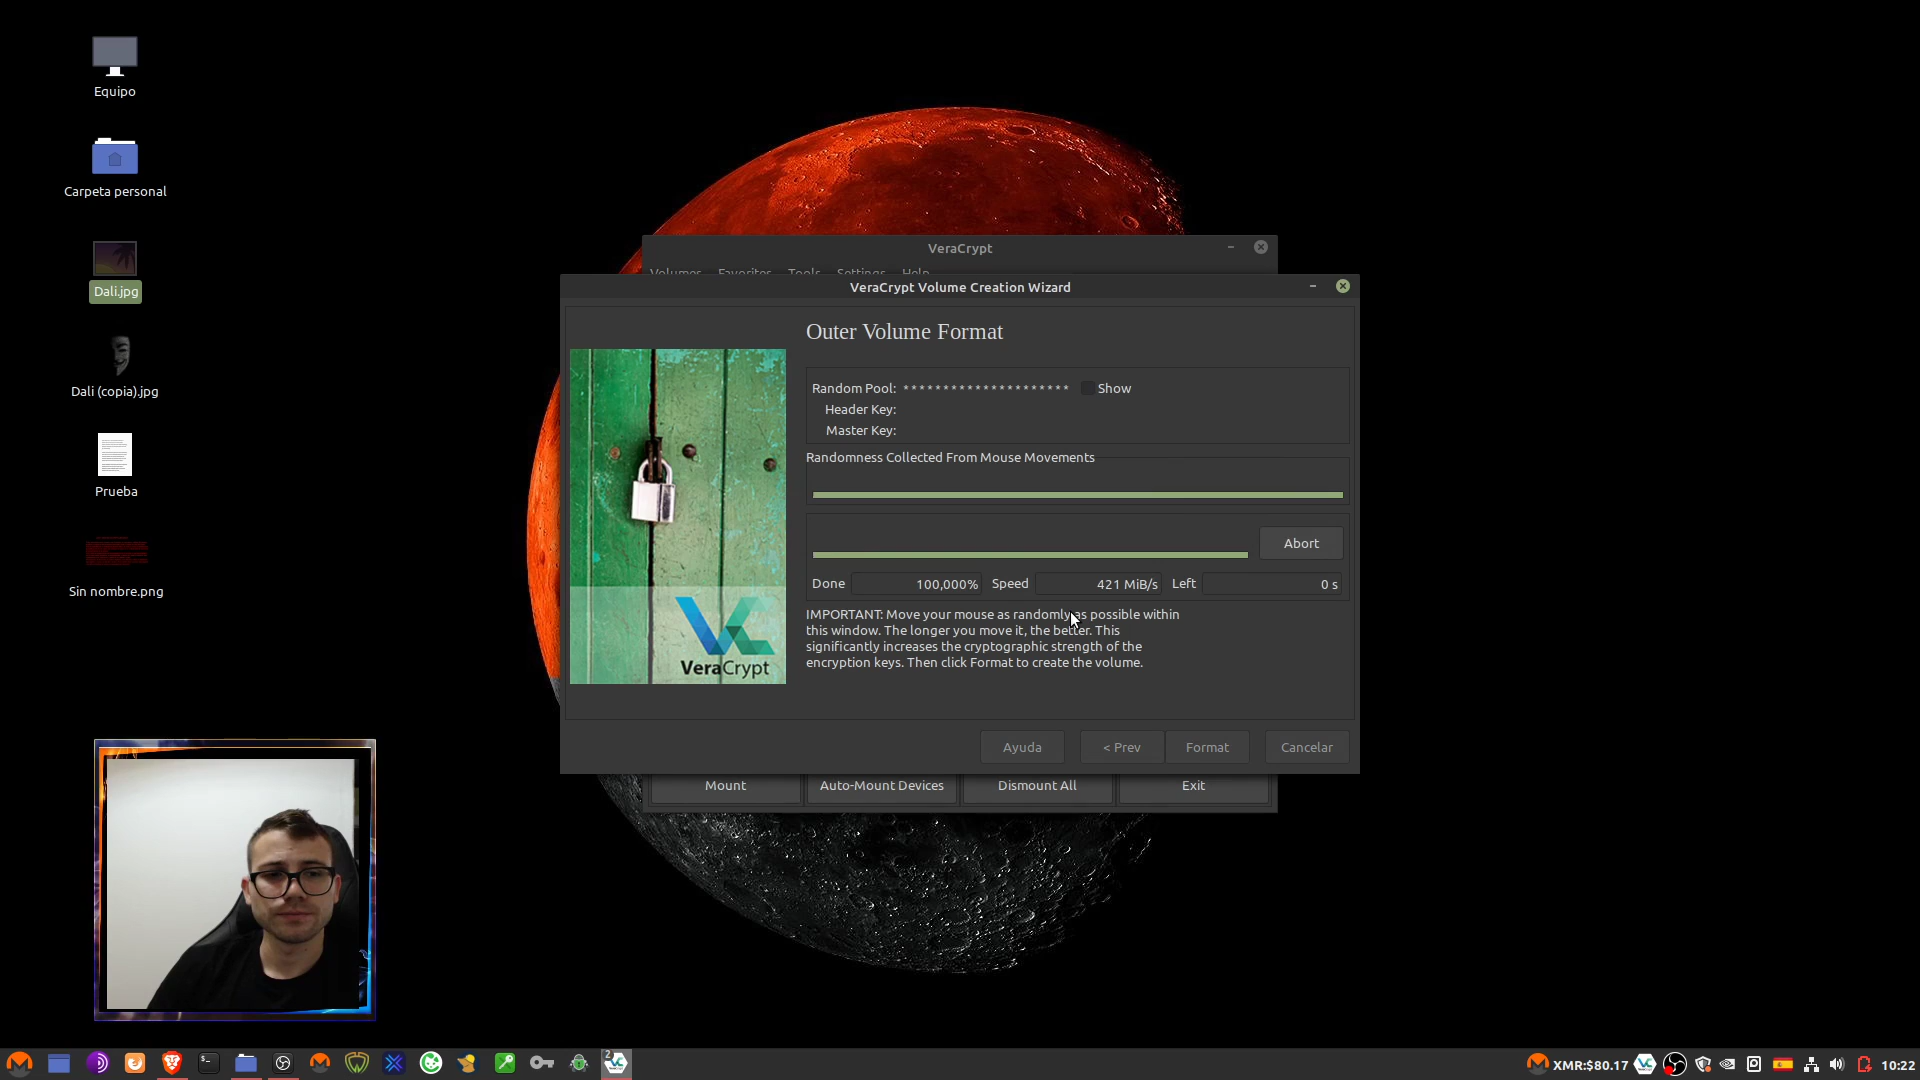 Equipo
Carpeta personal
Dali.jpg
Dali (copia).jpg
Prueba
Sin nombre.png
VeraCrypt
Volumes Favorites Tools Settings Help
VeraCrypt Volume Creation Wizard
Outer Volume Format
Random Pool: ********************* Show
Header Key:
Master Key:
Randomness Collected From Mouse Movements
Abort
Done 100,000% Speed 421 MiB/s Left 0 s
IMPORTANT: Move your mouse as randomly as possible within
this window. The longer you move it, the better. This
significantly increases the cryptographic strength of the
encryption keys. Then click Format to create the volume.
VeraCrypt
Ayuda < Prev Format Cancelar
Mount Auto-Mount Devices Dismount All Exit
2
XMR:$80.17 10:22